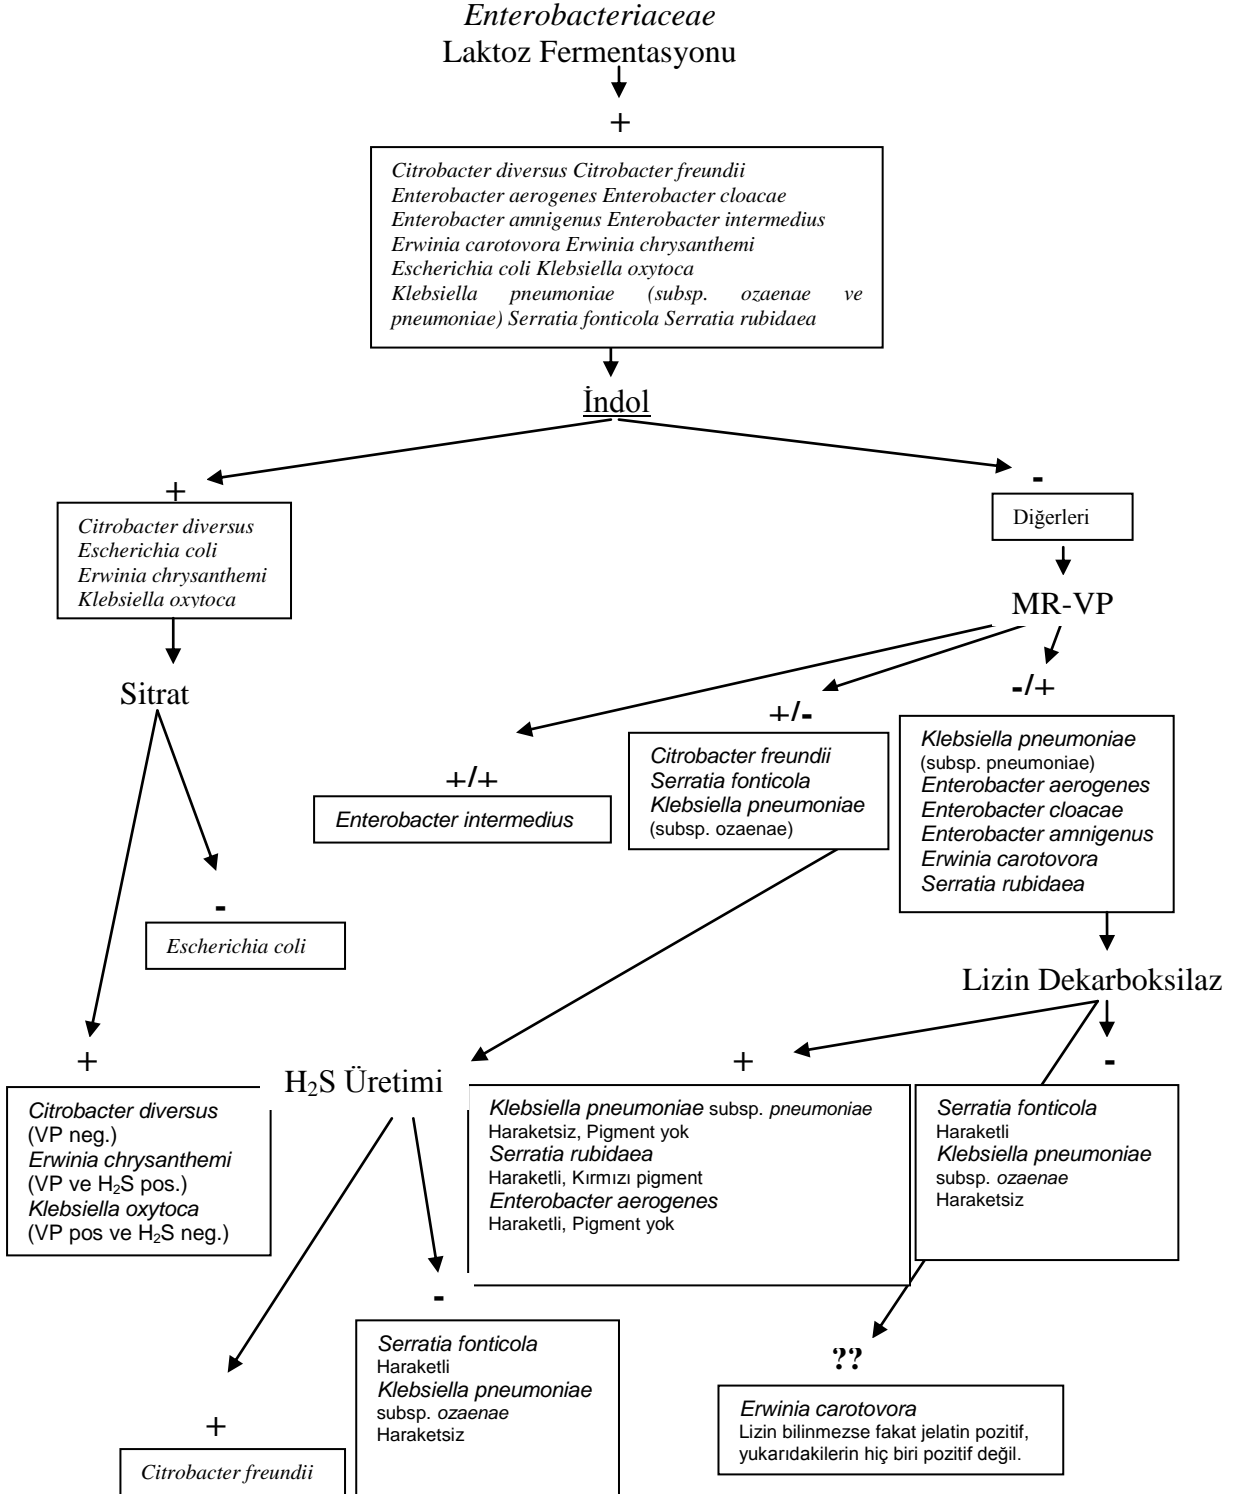 Enterobacteriaceae
Laktoz Fermentasyonu
+
Citrobacter diversus Citrobacter freundii
Enterobacter aerogenes Enterobacter cloacae
Enterobacter amnigenus Enterobacter intermedius
Erwinia carotovora Erwinia chrysanthemi
Escherichia coli Klebsiella oxytoca
Klebsiella pneumoniae (subsp. ozaenae ve
pneumoniae) Serratia fonticola Serratia rubidaea
İndol
+
Citrobacter diversus
Escherichia coli
Erwinia chrysanthemi
Klebsiella oxytoca
-
Diğerleri
MR-VP
Sitrat
+/+
Enterobacter intermedius
+/-
Citrobacter freundii
Serratia fonticola
Klebsiella pneumoniae
(subsp. ozaenae)
-/+
Klebsiella pneumoniae
(subsp. pneumoniae)
Enterobacter aerogenes
Enterobacter cloacae
Enterobacter amnigenus
Erwinia carotovora
Serratia rubidaea
-
Escherichia coli
Lizin Dekarboksilaz
+
Citrobacter diversus
(VP neg.)
Erwinia chrysanthemi
(VP ve H₂S pos.)
Klebsiella oxytoca
(VP pos ve H₂S neg.)
H₂S Üretimi
+
Klebsiella pneumoniae subsp. pneumoniae
Haraketsiz, Pigment yok
Serratia rubidaea
Haraketli, Kırmızı pigment
Enterobacter aerogenes
Haraketli, Pigment yok
-
Serratia fonticola
Haraketli
Klebsiella pneumoniae
subsp. ozaenae
Haraketsiz
-
Serratia fonticola
Haraketli
Klebsiella pneumoniae
subsp. ozaenae
Haraketsiz
+
Citrobacter freundii
??
Erwinia carotovora
Lizin bilinmezse fakat jelatin pozitif,
yukarıdakilerin hiç biri pozitif değil.